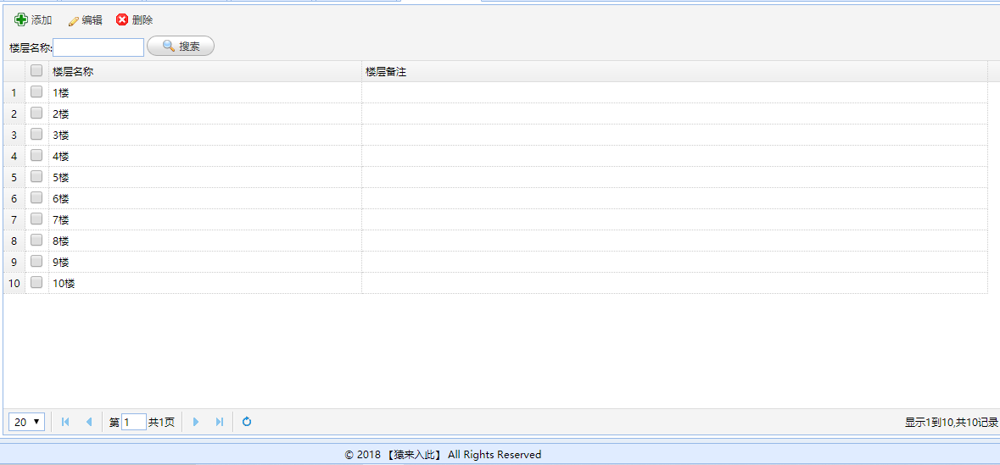 添加 编辑 删除
楼层名称: 搜索
楼层名称 楼层备注
1 1楼
2 2楼
3 3楼
4 4楼
5 5楼
6 6楼
7 7楼
8 8楼
9 9楼
10 10楼
20 第 1 共1页 显示1到10,共10记录
© 2018 【猿来入此】 All Rights Reserved